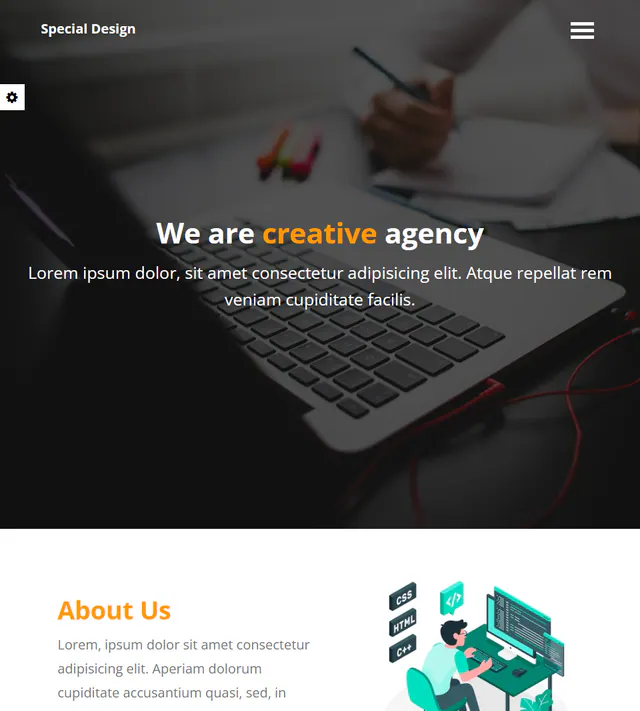 Special Design
We are creative agency
Lorem ipsum dolor, sit amet consectetur adipisicing elit. Atque repellat rem
veniam cupiditate facilis.
About Us
Lorem, ipsum dolor sit amet consectetur
adipisicing elit. Aperiam dolorum
cupiditate accusantium quasi, sed, in
CSS
</>
HTML
C++